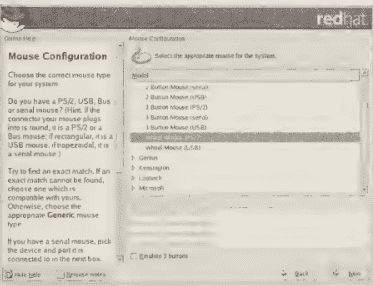 redhat
Online Help
Mouse Configuration
Choose the correct mouse type
for your system.
Do you have a PS/2, USB, Bus
or serial mouse? (Hint: If the
connector your mouse plugs
into is round, it is a PS/2 or a
Bus mouse; if rectangular, it is a
USB mouse, if trapezoidal, it is
a serial mouse.)
Try to find an exact match. If an
exact match cannot be found,
choose one which is
compatible with yours.
Otherwise, choose the
appropriate Generic mouse
type
If you have a serial mouse, pick
the device and port it is
connected to in the next box.
Hide Help
Release Notes
Mouse Configuration
Select the appropriate mouse for the system.
Model
2 Button Mouse (serial)
2 Button Mouse (USB)
3 Button Mouse (PS/2)
3 Button Mouse (serial)
3 Button Mouse (USB)
Wheel Mouse (PS/2)
Wheel Mouse (USB)
Genius
Kensington
Logitech
Microsoft
Emulate 3 buttons
Back
Next